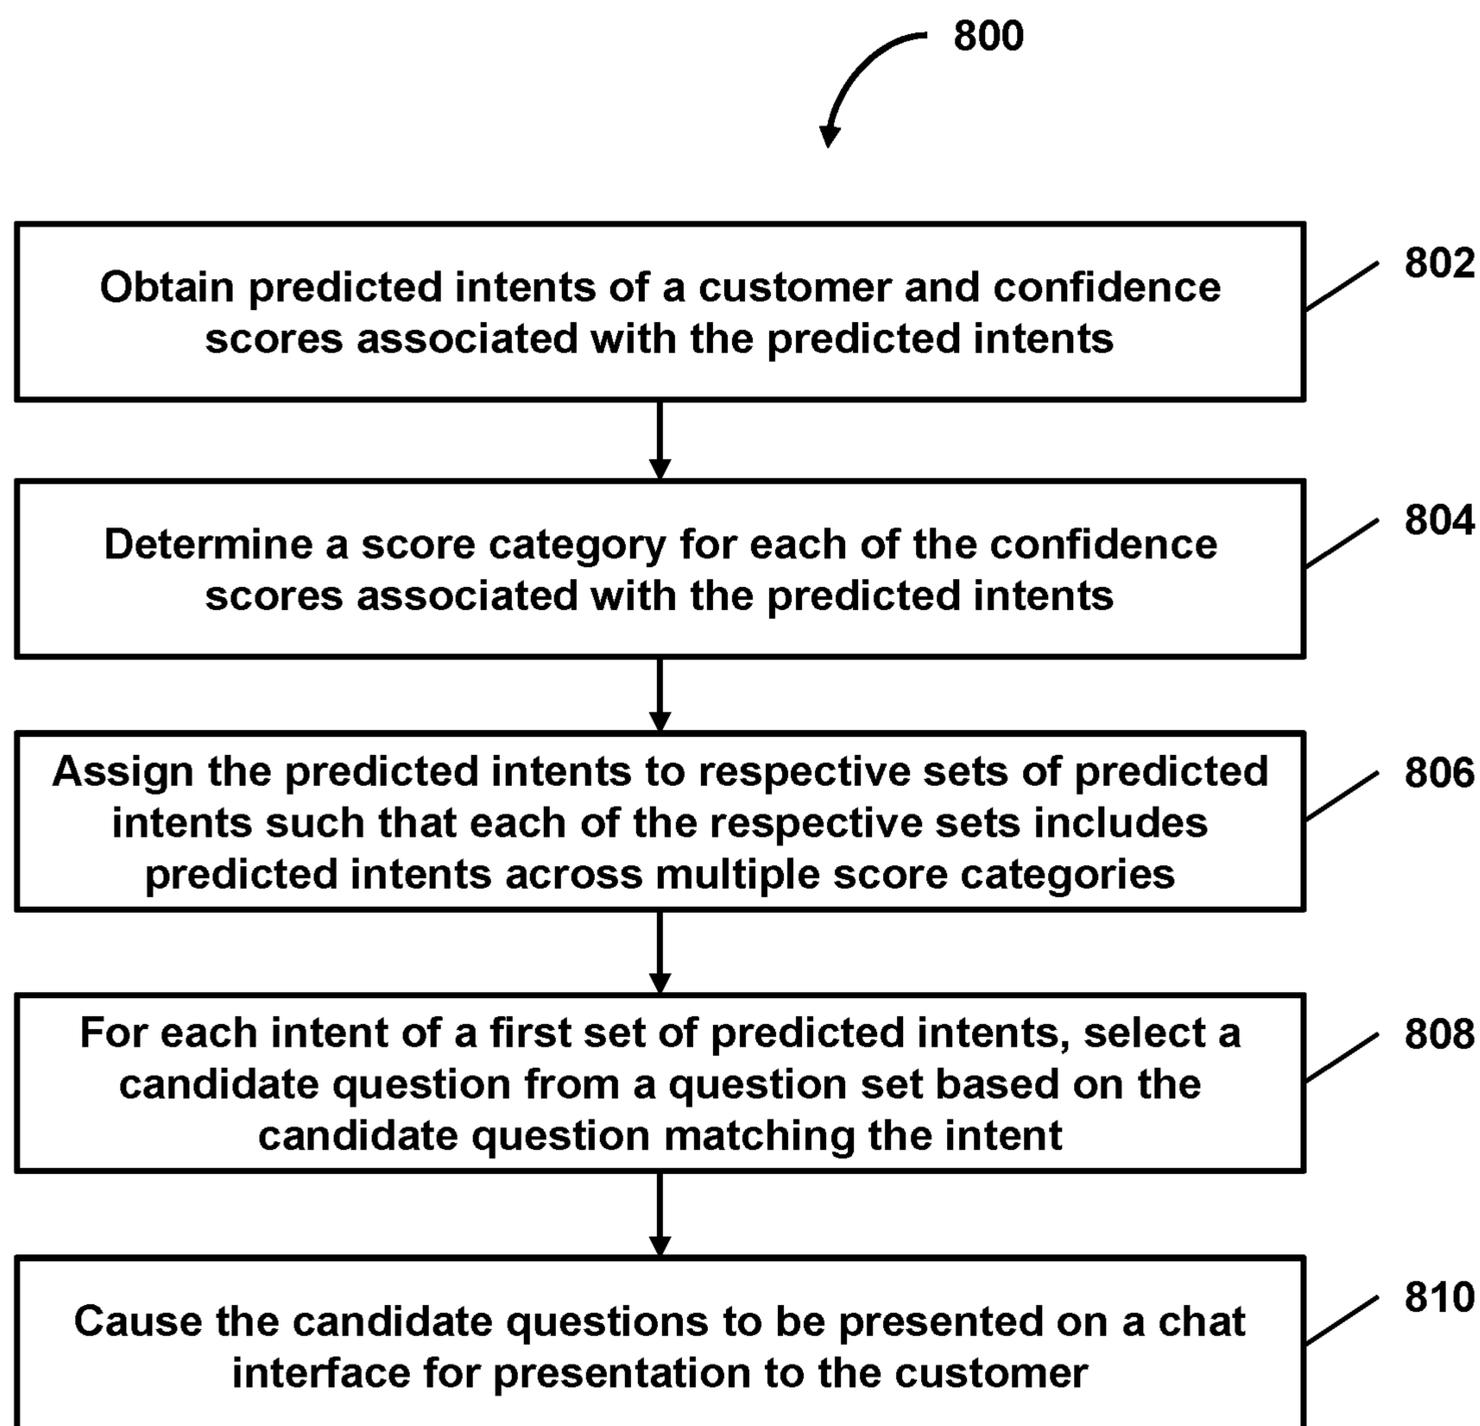 800
Obtain predicted intents of a customer and confidence
scores associated with the predicted intents
802
Determine a score category for each of the confidence
scores associated with the predicted intents
804
Assign the predicted intents to respective sets of predicted
intents such that each of the respective sets includes
predicted intents across multiple score categories
806
For each intent of a first set of predicted intents, select a
candidate question from a question set based on the
candidate question matching the intent
808
Cause the candidate questions to be presented on a chat
interface for presentation to the customer
810